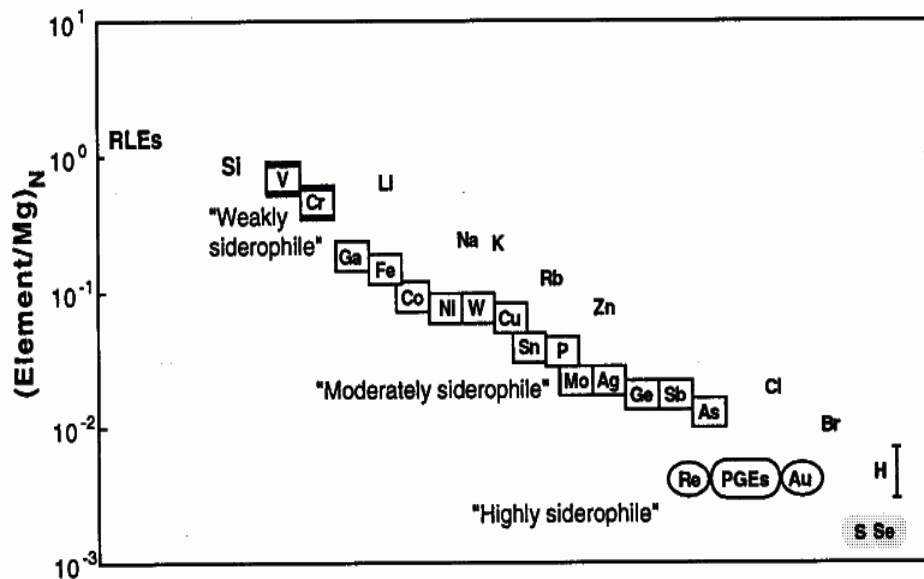 10¹
(Element/Mg)N
RLEs
10⁰
Si
V
Li
Cr
"Weakly
siderophile"
Na K
Ga
Fe
Rb
10⁻¹
Co
Ni W
Zn
Cu
Sn P
"Moderately siderophile"
Mo Ag
Ge Sb
Cl
As
Br
10⁻²
Re PGEs Au
H
"Highly siderophile"
S Se
10⁻³